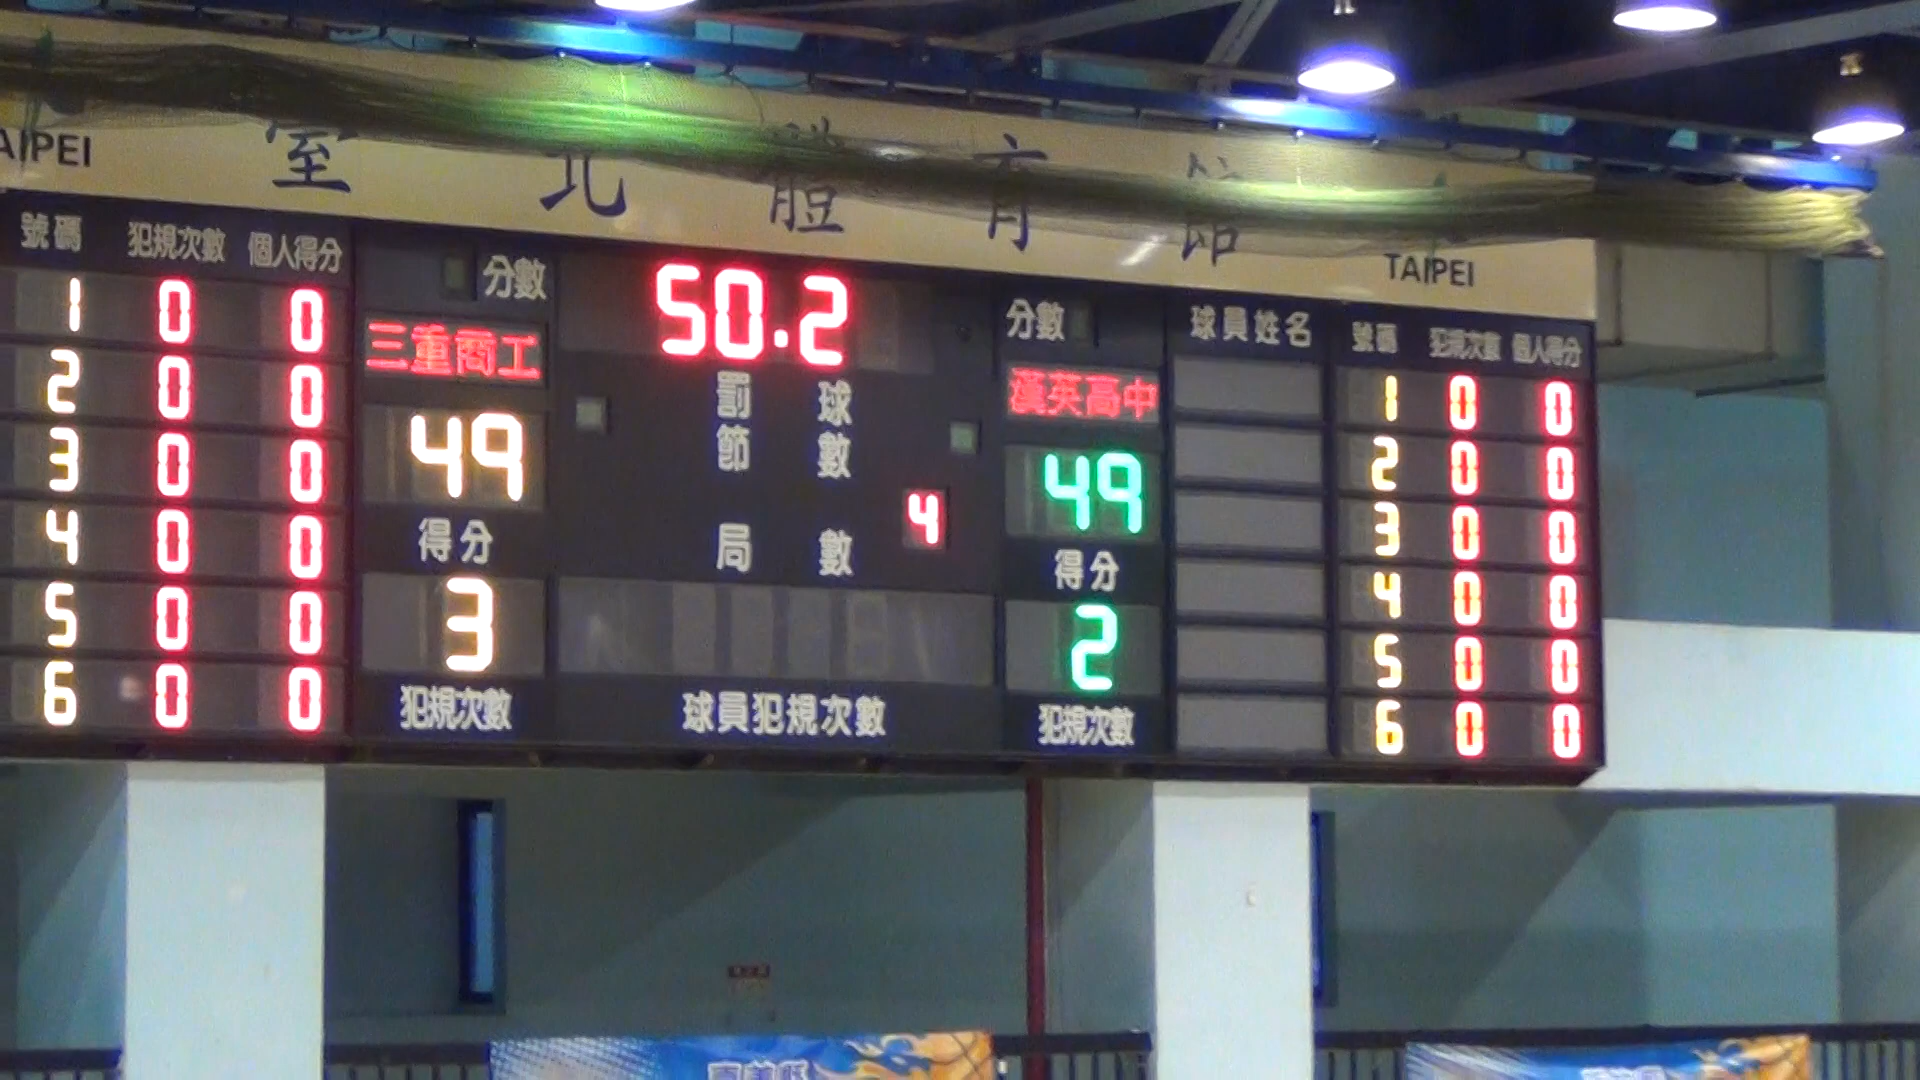 TAIPEI
臺北體育館
TAIPEI
號碼 犯規次數 個人得分
1 0 0
2 0 0
3 0 0
4 0 0
5 0 0
6 0 0
分數
三重商工
49
得分
3
犯規次數
50.2
罰球
節數
局數 4
球員犯規次數
分數
漢英高中
49
得分
2
犯規次數
球員姓名 號碼 犯規次數 個人得分
1 0 0
2 0 0
3 0 0
4 0 0
5 0 0
6 0 0